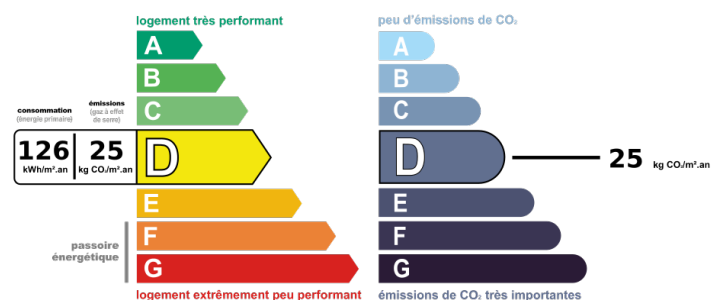 logement très performant
A
B
C
consommation
(énergie primaire)
émissions
(gaz à effet
de serre)
126
kWh/m².an
25
kg CO₂/m².an
D
E
F
G
passoire
énergétique
logement extrêmement peu performant
peu d'émissions de CO₂
A
B
C
D
25
kg CO₂/m².an
E
F
G
émissions de CO₂ très importantes